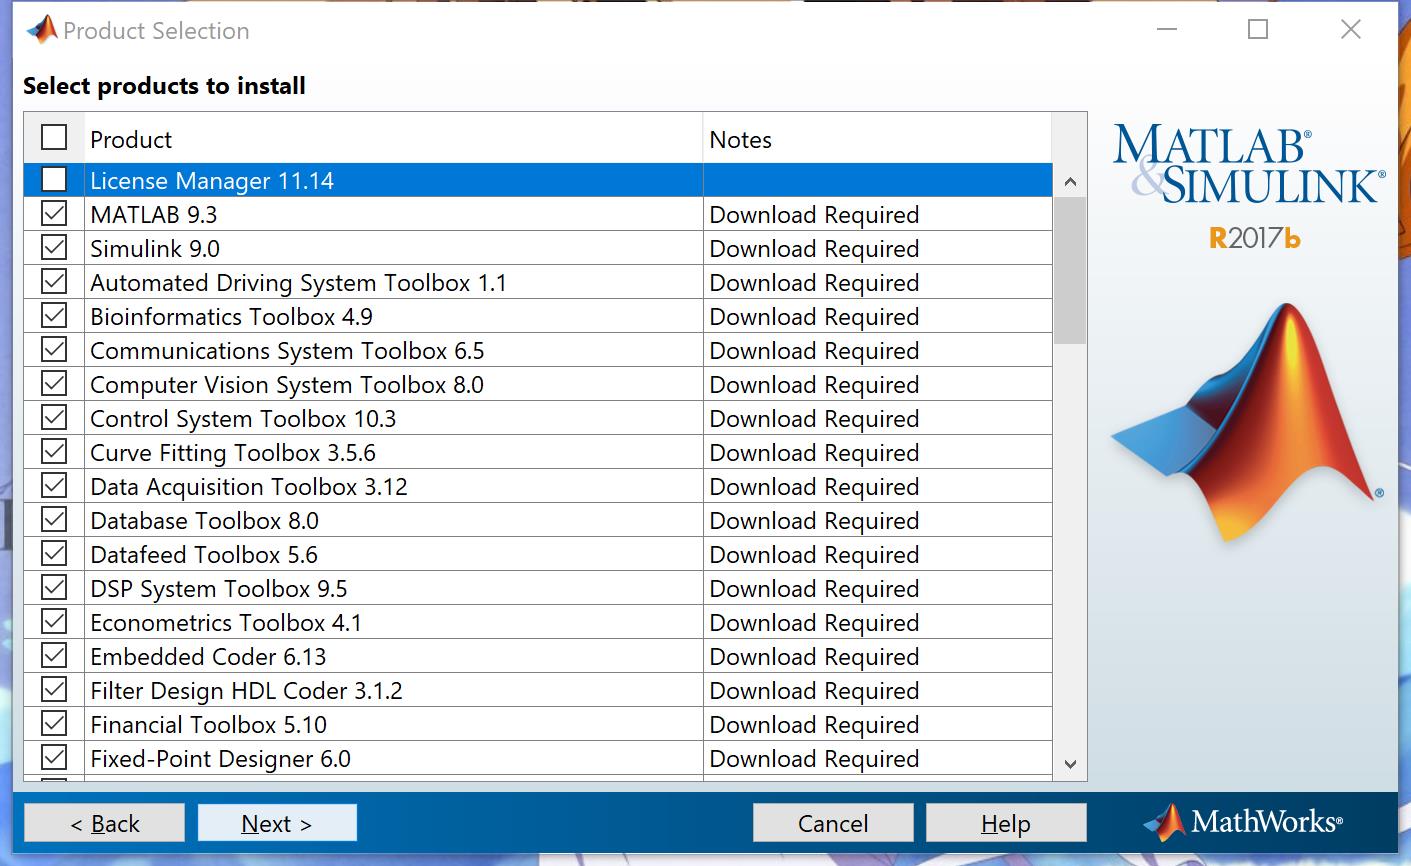 Product Selection
Select products to install
Product Notes
License Manager 11.14
MATLAB 9.3 Download Required
Simulink 9.0 Download Required
Automated Driving System Toolbox 1.1 Download Required
Bioinformatics Toolbox 4.9 Download Required
Communications System Toolbox 6.5 Download Required
Computer Vision System Toolbox 8.0 Download Required
Control System Toolbox 10.3 Download Required
Curve Fitting Toolbox 3.5.6 Download Required
Data Acquisition Toolbox 3.12 Download Required
Database Toolbox 8.0 Download Required
Datafeed Toolbox 5.6 Download Required
DSP System Toolbox 9.5 Download Required
Econometrics Toolbox 4.1 Download Required
Embedded Coder 6.13 Download Required
Filter Design HDL Coder 3.1.2 Download Required
Financial Toolbox 5.10 Download Required
Fixed-Point Designer 6.0 Download Required
MATLAB®
&SIMULINK®
R2017b
®
< Back Next > Cancel Help MathWorks®